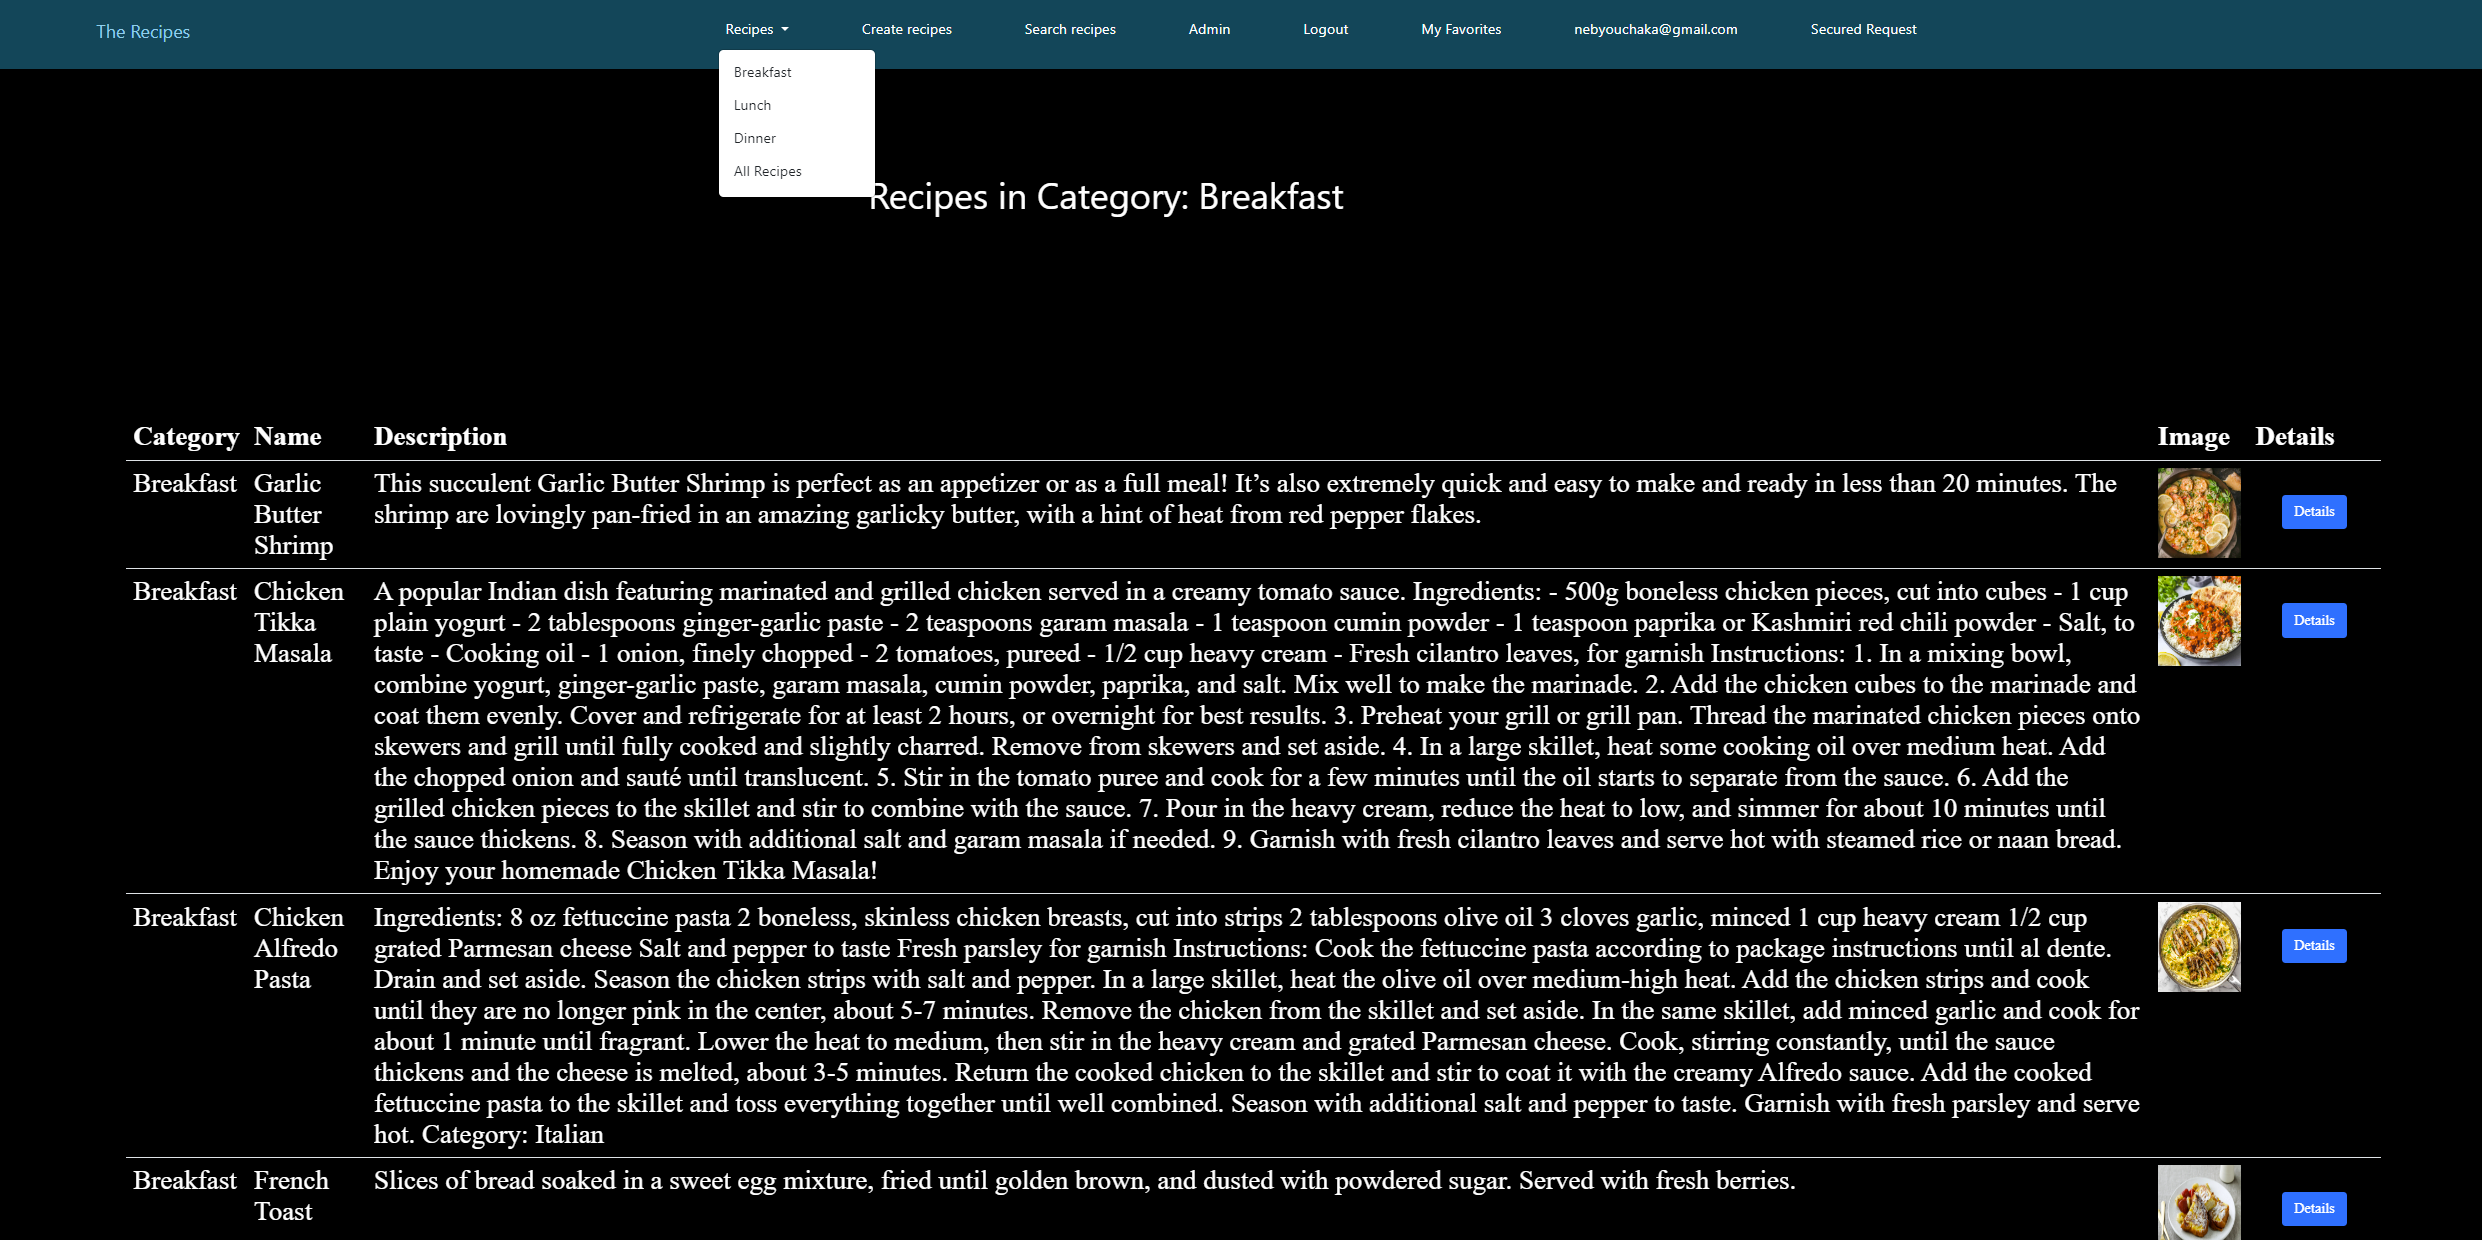 The Recipes
Recipes
Create recipes
Search recipes
Admin
Logout
My Favorites
nebyouchaka@gmail.com
Secured Request
Breakfast
Lunch
Dinner
All Recipes
Recipes in Category: Breakfast
Category Name Description Image Details
Breakfast
Garlic
Butter
Shrimp
This succulent Garlic Butter Shrimp is perfect as an appetizer or as a full meal! It’s also extremely quick and easy to make and ready in less than 20 minutes. The
shrimp are lovingly pan-fried in an amazing garlicky butter, with a hint of heat from red pepper flakes.
Details
Breakfast
Chicken
Tikka
Masala
A popular Indian dish featuring marinated and grilled chicken served in a creamy tomato sauce. Ingredients: - 500g boneless chicken pieces, cut into cubes - 1 cup
plain yogurt - 2 tablespoons ginger-garlic paste - 2 teaspoons garam masala - 1 teaspoon cumin powder - 1 teaspoon paprika or Kashmiri red chili powder - Salt, to
taste - Cooking oil - 1 onion, finely chopped - 2 tomatoes, pureed - 1/2 cup heavy cream - Fresh cilantro leaves, for garnish Instructions: 1. In a mixing bowl,
combine yogurt, ginger-garlic paste, garam masala, cumin powder, paprika, and salt. Mix well to make the marinade. 2. Add the chicken cubes to the marinade and
coat them evenly. Cover and refrigerate for at least 2 hours, or overnight for best results. 3. Preheat your grill or grill pan. Thread the marinated chicken pieces onto
skewers and grill until fully cooked and slightly charred. Remove from skewers and set aside. 4. In a large skillet, heat some cooking oil over medium heat. Add
the chopped onion and sauté until translucent. 5. Stir in the tomato puree and cook for a few minutes until the oil starts to separate from the sauce. 6. Add the
grilled chicken pieces to the skillet and stir to combine with the sauce. 7. Pour in the heavy cream, reduce the heat to low, and simmer for about 10 minutes until
the sauce thickens. 8. Season with additional salt and garam masala if needed. 9. Garnish with fresh cilantro leaves and serve hot with steamed rice or naan bread.
Enjoy your homemade Chicken Tikka Masala!
Details
Breakfast
Chicken
Alfredo
Pasta
Ingredients: 8 oz fettuccine pasta 2 boneless, skinless chicken breasts, cut into strips 2 tablespoons olive oil 3 cloves garlic, minced 1 cup heavy cream 1/2 cup
grated Parmesan cheese Salt and pepper to taste Fresh parsley for garnish Instructions: Cook the fettuccine pasta according to package instructions until al dente.
Drain and set aside. Season the chicken strips with salt and pepper. In a large skillet, heat the olive oil over medium-high heat. Add the chicken strips and cook
until they are no longer pink in the center, about 5-7 minutes. Remove the chicken from the skillet and set aside. In the same skillet, add minced garlic and cook for
about 1 minute until fragrant. Lower the heat to medium, then stir in the heavy cream and grated Parmesan cheese. Cook, stirring constantly, until the sauce
thickens and the cheese is melted, about 3-5 minutes. Return the cooked chicken to the skillet and stir to coat it with the creamy Alfredo sauce. Add the cooked
fettuccine pasta to the skillet and toss everything together until well combined. Season with additional salt and pepper to taste. Garnish with fresh parsley and serve
hot. Category: Italian
Details
Breakfast
French
Toast
Slices of bread soaked in a sweet egg mixture, fried until golden brown, and dusted with powdered sugar. Served with fresh berries.
Details